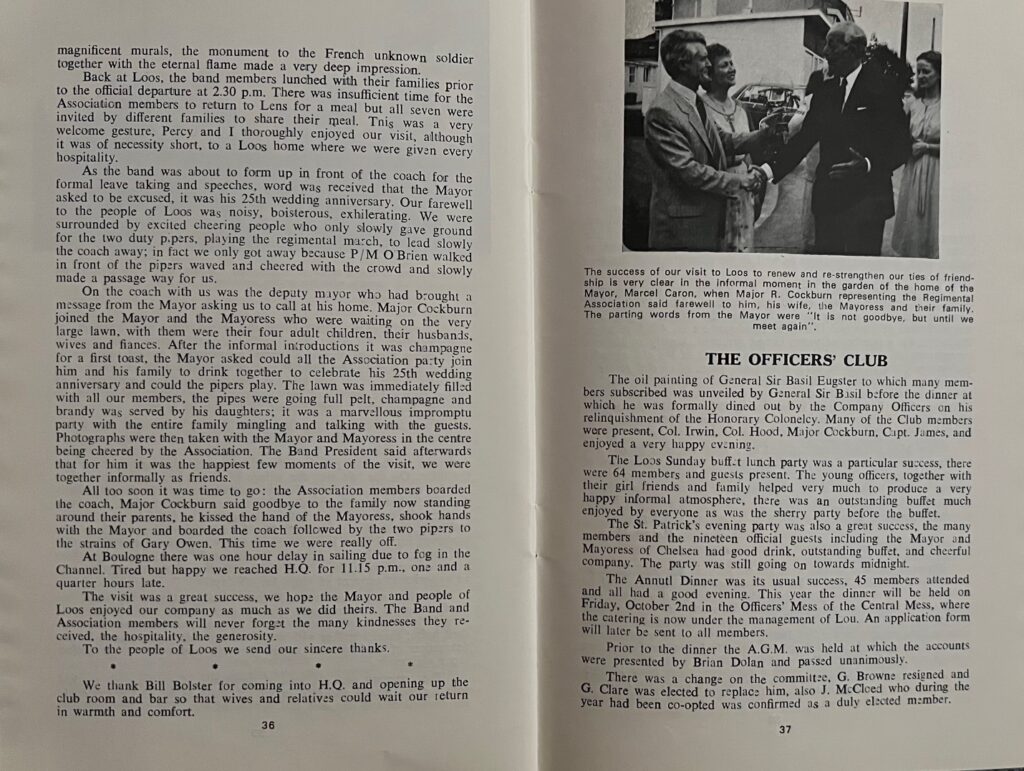 magnificent murals, the monument to the French unknown soldier
together with the eternal flame made a very deep impression.
Back at Loos, the band members lunched with their families prior
to the official departure at 2.30 p.m. There was insufficient time for the
Association members to return to Lens for a meal but all seven were
invited by different families to share their meal. Tnis was a very
welcome gesture, Percy and I thoroughly enjoyed our visit, although
it was of necessity short, to a Loos home where we were given every
hospitality.
As the band was about to form up in front of the coach for the
formal leave taking and speeches, word was received that the Mayor
asked to be excused, it was his 25th wedding anniversary. Our farewell
to the people of Loos was noisy, boisterous, exhilerating. We were
surrounded by excited cheering people who only slowly gave ground
for the two duty p.pers, playing the regimental march, to lead slowly
the coach away; in fact we only got away because P/M O Brien walked
in front of the pipers waved and cheered with the crowd and slowly
made a passage way for us.
On the coach with us was the deputy mayor who had brought a
message from the Mayor asking us to call at his home. Major Cockburn
joined the Mayor and the Mayoress who were waiting on the very
large lawn, with them were their four adult children, their husbands,
wives and fiances. After the informal introductions it was champagne
for a first toast, the Mayor asked could all the Association party join
him and his family to drink together to celebrate his 25th wedding
anniversary and could the pipers play. The lawn was immediately filled
with all our members, the pipes were going full pelt, champagne and
brandy was served by his daughters; it was a marvellous impromptu
party with the entire family mingling and talking with the guests.
Photographs were then taken with the Mayor and Mayoress in the centre
being cheered by the Association. The Band President said afterwards
that for him it was the happiest few moments of the visit, we were
together informally as friends.
All too soon it was time to go: the Association members boarded
the coach, Major Cockburn said goodbye to the family now standing
around their parents, he kissed the hand of the Mayoress, shook hands
with the Mayor and boarded the coach followed by the two pipers to
the strains of Gary Owen. This time we were really off.
At Boulogne there was one hour delay in sailing due to fog in the
Channel. Tired but happy we reached H.Q. for 11.15 p.m., one and a
quarter hours late.
The visit was a great success, we hope the Mayor and people of
Loos enjoyed our company as much as we did theirs. The Band and
Association members will never forget the many kindnesses they re-
ceived, the hospitality, the generosity.
To the people of Loos we send our sincere thanks.
* * * *
We thank Bill Bolster for coming into H.Q. and opening up the
club room and bar so that wives and relatives could wait our return
in warmth and comfort.
36
The success of our visit to Loos to renew and re-strengthen our ties of friend-
ship is very clear in the informal moment in the garden of the home of the
Mayor, Marcel Caron, when Major R. Cockburn representing the Regimental
Association said farewell to him, his wife, the Mayoress and their family.
The parting words from the Mayor were "It is not goodbye, but until we
meet again".
THE OFFICERS' CLUB
The oil painting of General Sir Basil Eugster to which many mem-
bers subscribed was unveiled by General Sir Basil before the dinner at
which he was formally dined out by the Company Officers on his
relinquishment of the Honorary Colonelcy. Many of the Club members
were present, Col. Irwin, Col. Hood, Major Cockburn, Capt. James, and
enjoyed a very happy evening.
The Loos Sunday buffet lunch party was a particular success, there
were 64 members and guests present. The young officers, together with
their girl friends and family helped very much to produce a very
happy informal atmosphere, there was an outstanding buffet much
enjoyed by everyone as was the sherry party before the buffet.
The St. Patrick's evening party was also a great success, the many
members and the nineteen official guests including the Mayor and
Mayoress of Chelsea had good drink, outstanding buffet, and cheerful
company. The party was still going on towards midnight.
The Annutl Dinner was its usual success, 45 members attended
and all had a good evening. This year the dinner will be held on
Friday, October 2nd in the Officers' Mess of the Central Mess, where
the catering is now under the management of Lou. An application form
will later be sent to all members.
Prior to the dinner the A.G.M. was held at which the accounts
were presented by Brian Dolan and passed unanimously.
There was a change on the committee, G. Browne resigned and
G. Clare was elected to replace him, also J. McCloed who during the
year had been co-opted was confirmed as a duly elected member.
37